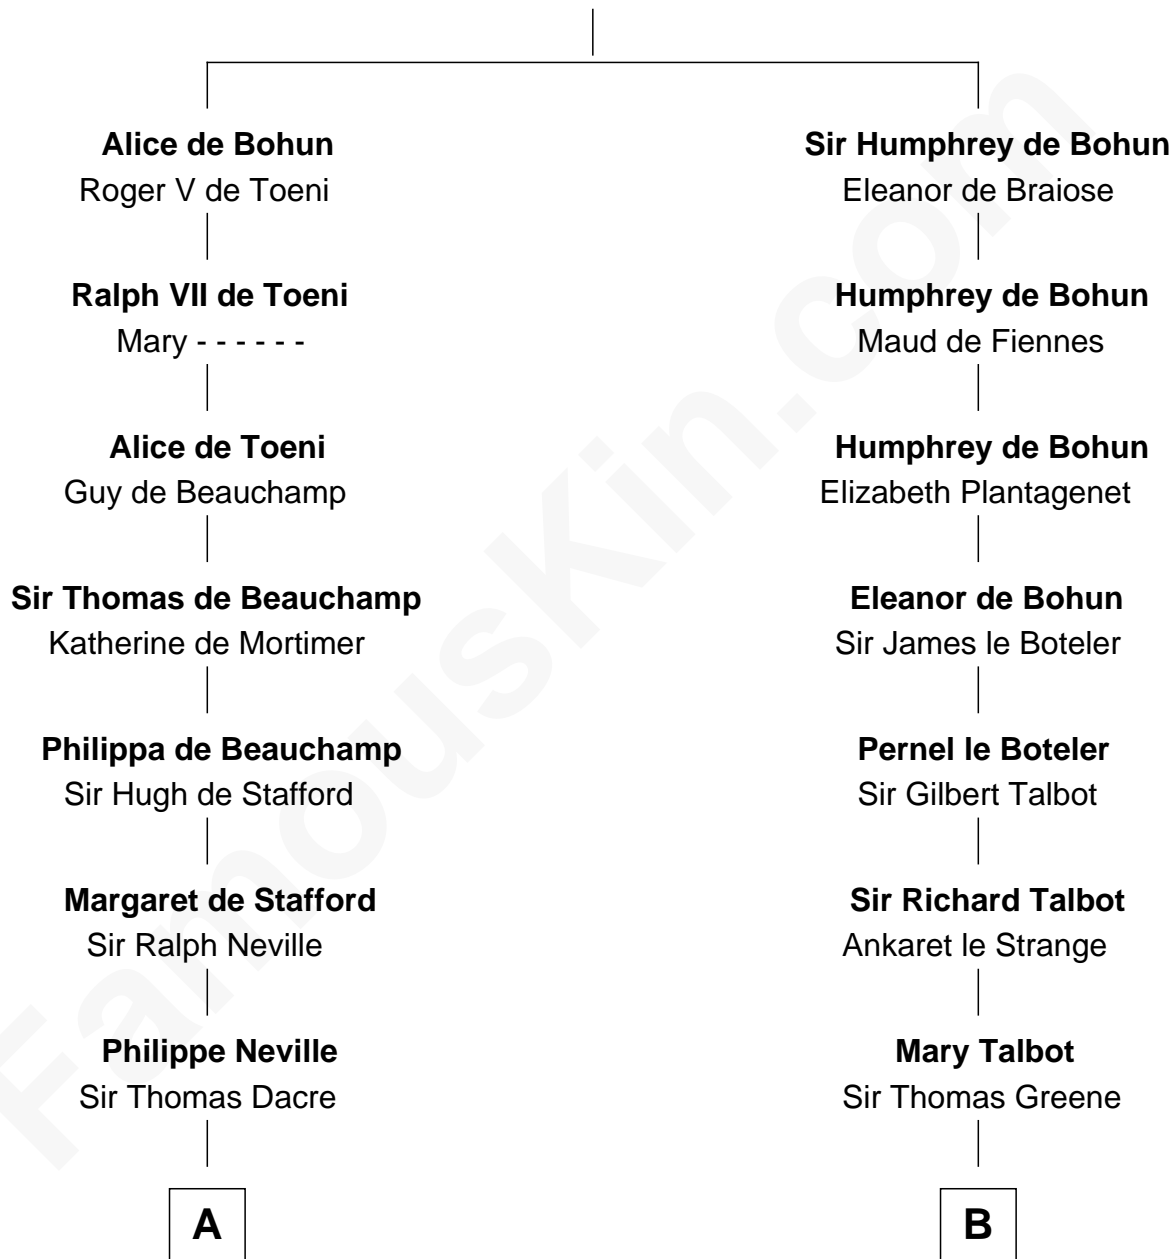 Alice de Bohun
Roger V de Toeni
Ralph VII de Toeni
Mary - - - - - -
Alice de Toeni
Guy de Beauchamp
Sir Thomas de Beauchamp
Katherine de Mortimer
Philippa de Beauchamp
Sir Hugh de Stafford
Margaret de Stafford
Sir Ralph Neville
Philippe Neville
Sir Thomas Dacre
A
Sir Humphrey de Bohun
Eleanor de Braiose
Humphrey de Bohun
Maud de Fiennes
Humphrey de Bohun
Elizabeth Plantagenet
Eleanor de Bohun
Sir James le Boteler
Pernel le Boteler
Sir Gilbert Talbot
Sir Richard Talbot
Ankaret le Strange
Mary Talbot
Sir Thomas Greene
B
FamousKin.com